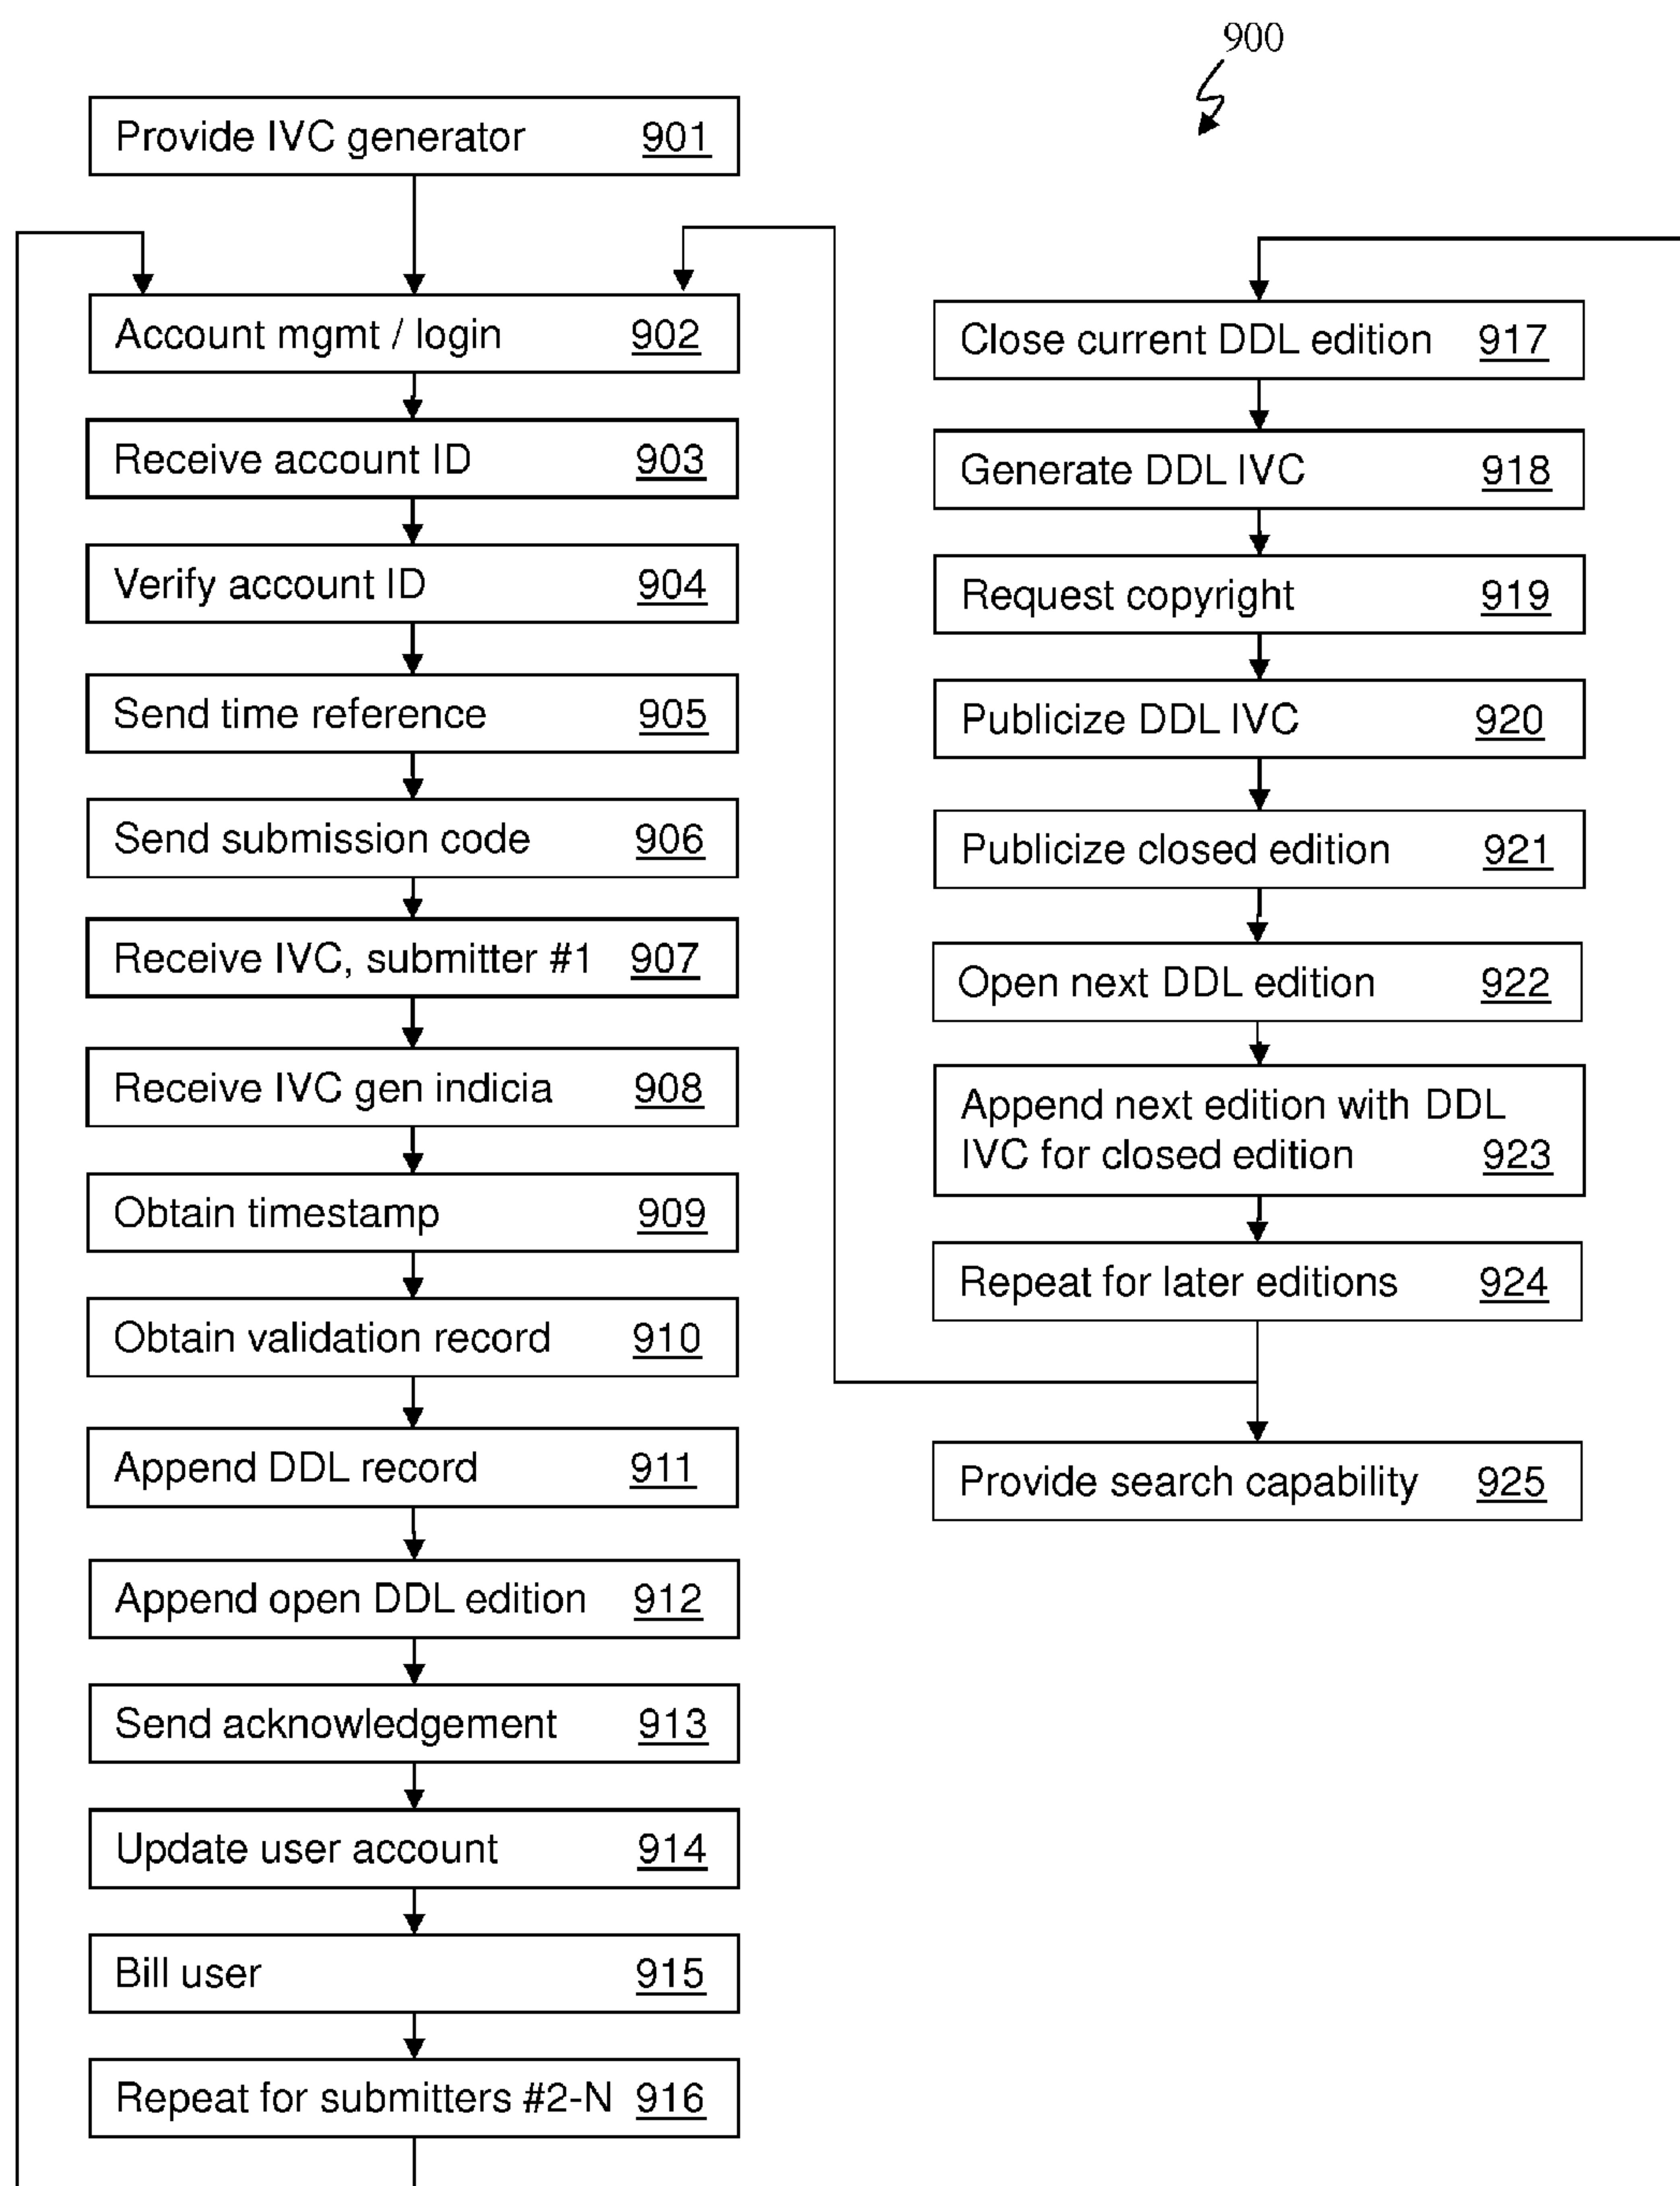 900
Provide IVC generator 901
Account mgmt / login 902
Receive account ID 903
Verify account ID 904
Send time reference 905
Send submission code 906
Receive IVC, submitter #1 907
Receive IVC gen indicia 908
Obtain timestamp 909
Obtain validation record 910
Append DDL record 911
Append open DDL edition 912
Send acknowledgement 913
Update user account 914
Bill user 915
Repeat for submitters #2-N 916
Close current DDL edition 917
Generate DDL IVC 918
Request copyright 919
Publicize DDL IVC 920
Publicize closed edition 921
Open next DDL edition 922
Append next edition with DDL
IVC for closed edition 923
Repeat for later editions 924
Provide search capability 925